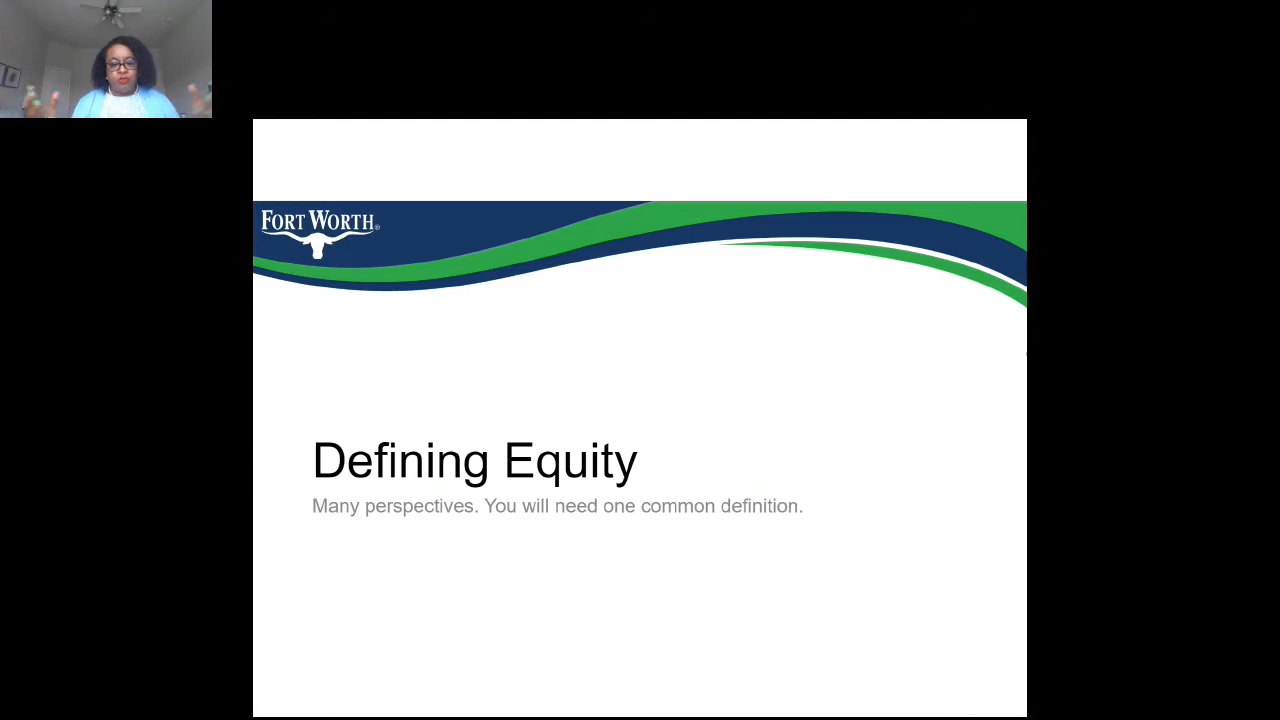 FORT WORTH®
Defining Equity
Many perspectives. You will need one common definition.